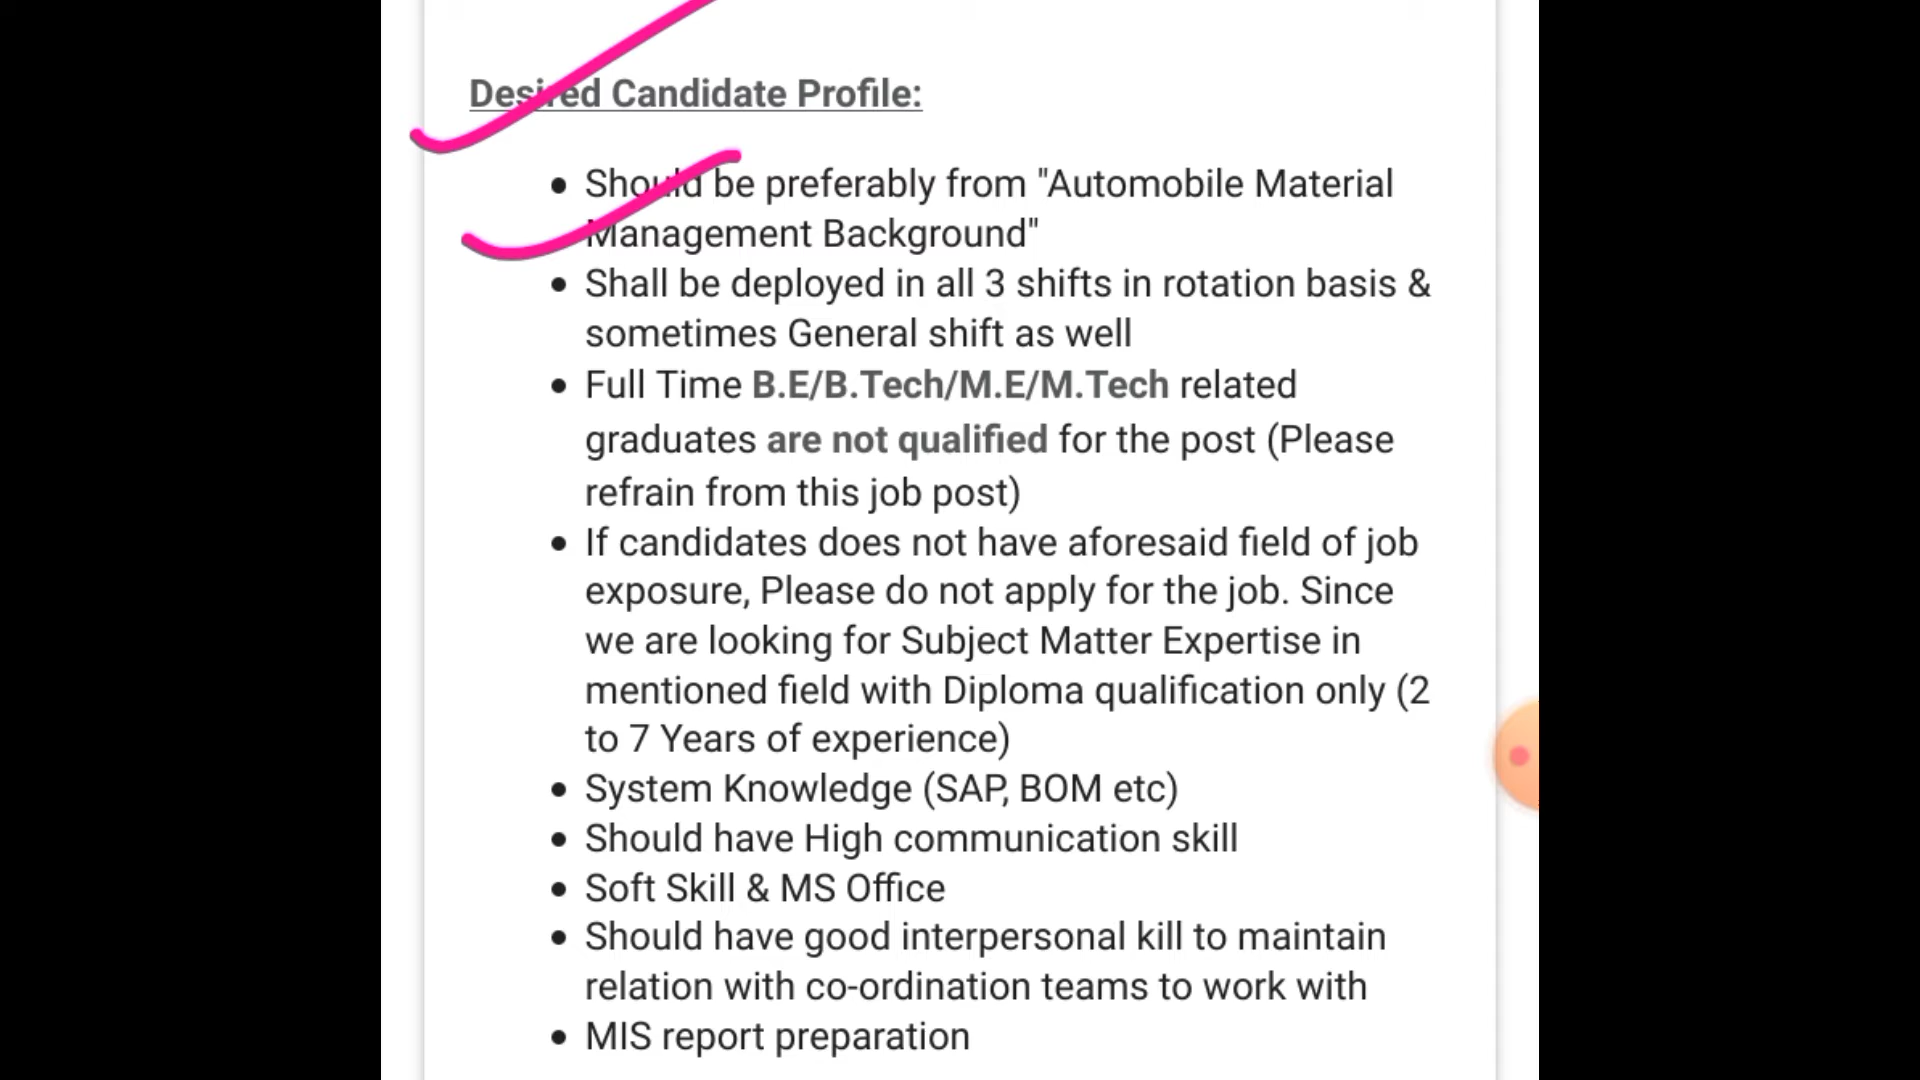 Desired Candidate Profile:
Should be preferably from "Automobile Material
Management Background"
Shall be deployed in all 3 shifts in rotation basis &
sometimes General shift as well
Full Time B.E/B.Tech/M.E/M.Tech related
graduates are not qualified for the post (Please
refrain from this job post)
If candidates does not have aforesaid field of job
exposure, Please do not apply for the job. Since
we are looking for Subject Matter Expertise in
mentioned field with Diploma qualification only (2
to 7 Years of experience)
System Knowledge (SAP, BOM etc)
Should have High communication skill
Soft Skill & MS Office
Should have good interpersonal kill to maintain
relation with co-ordination teams to work with
MIS report preparation